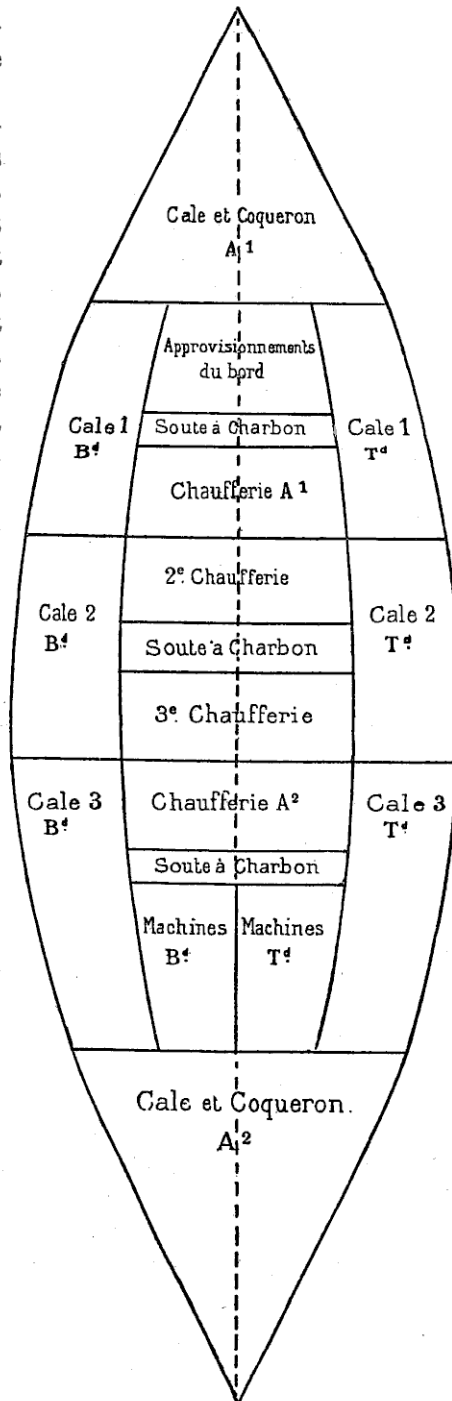 Cale et Coqueron
A¹
Approvisionnements
du bord
Cale 1
Bᵈ
Soute à Charbon
Cale 1
Tᵈ
Chaufferie A¹
2ᵉ Chaufferie
Cale 2
Bᵈ
Soute à Charbon
Cale 2
Tᵈ
3ᵉ Chaufferie
Cale 3
Bᵈ
Chaufferie A²
Cale 3
Tᵈ
Soute à Charbon
Machines
Bᵈ
Machines
Tᵈ
Cale et Coqueron.
A²